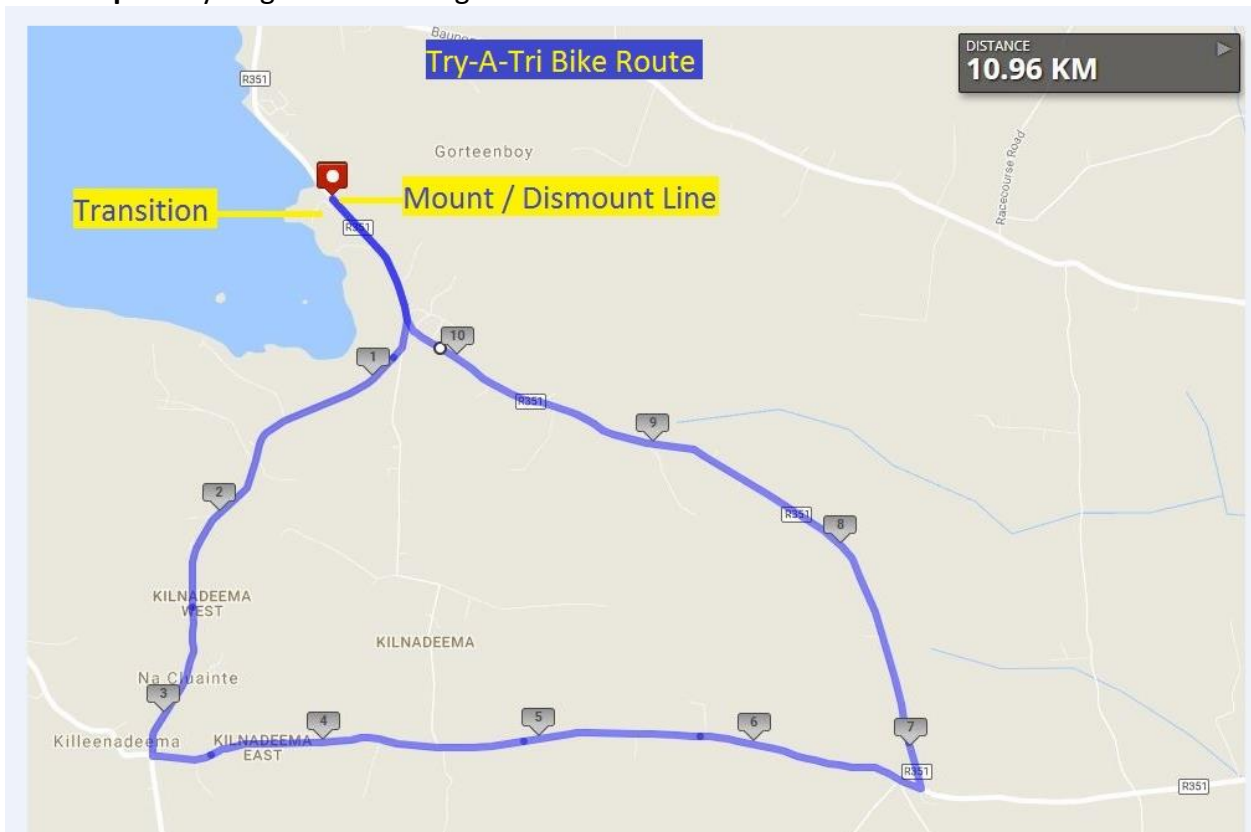 Try-A-Tri Bike Route
DISTANCE
10.96 KM
R351
Gorteenboy
Racecourse Road
Transition
Mount / Dismount Line
R351
10
1
R351
9
2
R351
8
KILNADEEMA
WEST
KILNADEEMA
Na Cluainte
3
4
5
6
7
Killeenadeema
KILNADEEMA
EAST
R351
R351